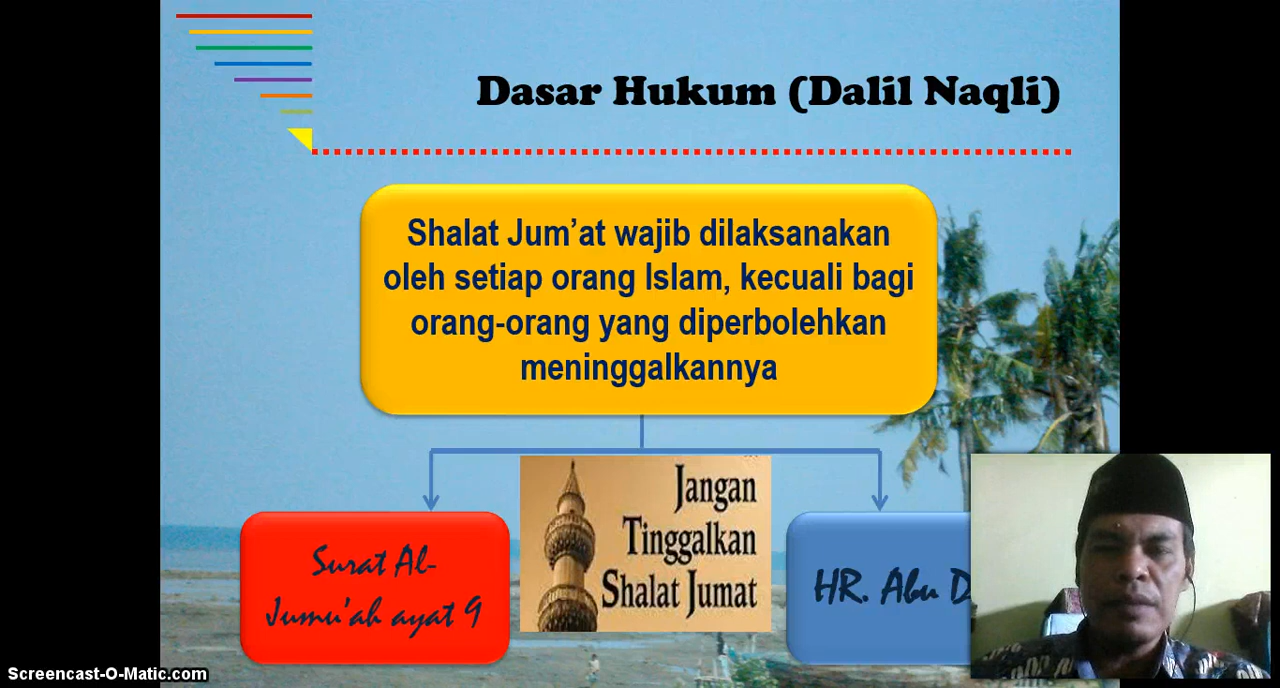 Dasar Hukum (Dalil Naqli)
Shalat Jum’at wajib dilaksanakan
oleh setiap orang Islam, kecuali bagi
orang-orang yang diperbolehkan
meninggalkannya
Surat Al-
Jumu’ah ayat 9
Jangan
Tinggalkan
Shalat Jumat
HR. Abu D
Screencast-O-Matic.com